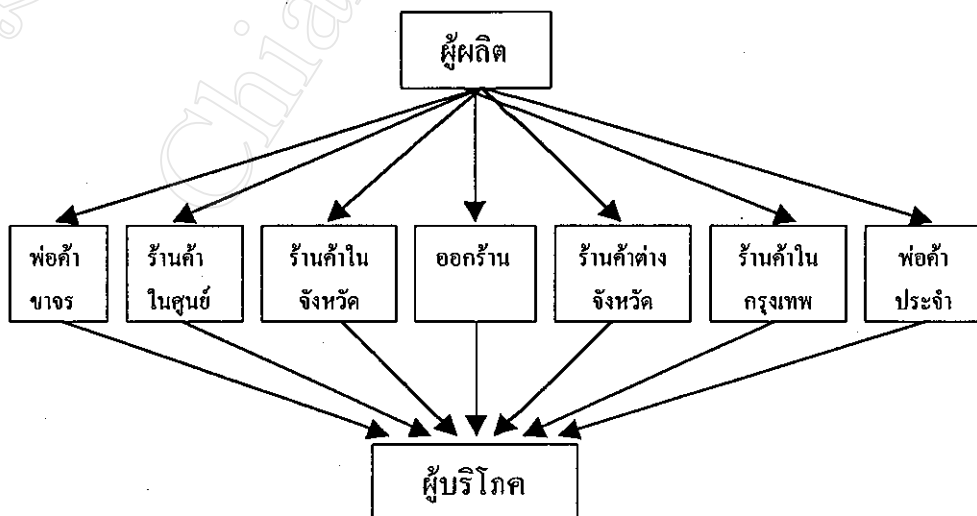 ผู้ผลิต
พ่อค้า
ขาจร
ร้านค้า
ในศูนย์
ร้านค้าใน
จังหวัด
ออกร้าน
ร้านค้าต่าง
จังหวัด
ร้านค้าใน
กรุงเทพ
พ่อค้า
ประจำ
ผู้บริโภค
Chia